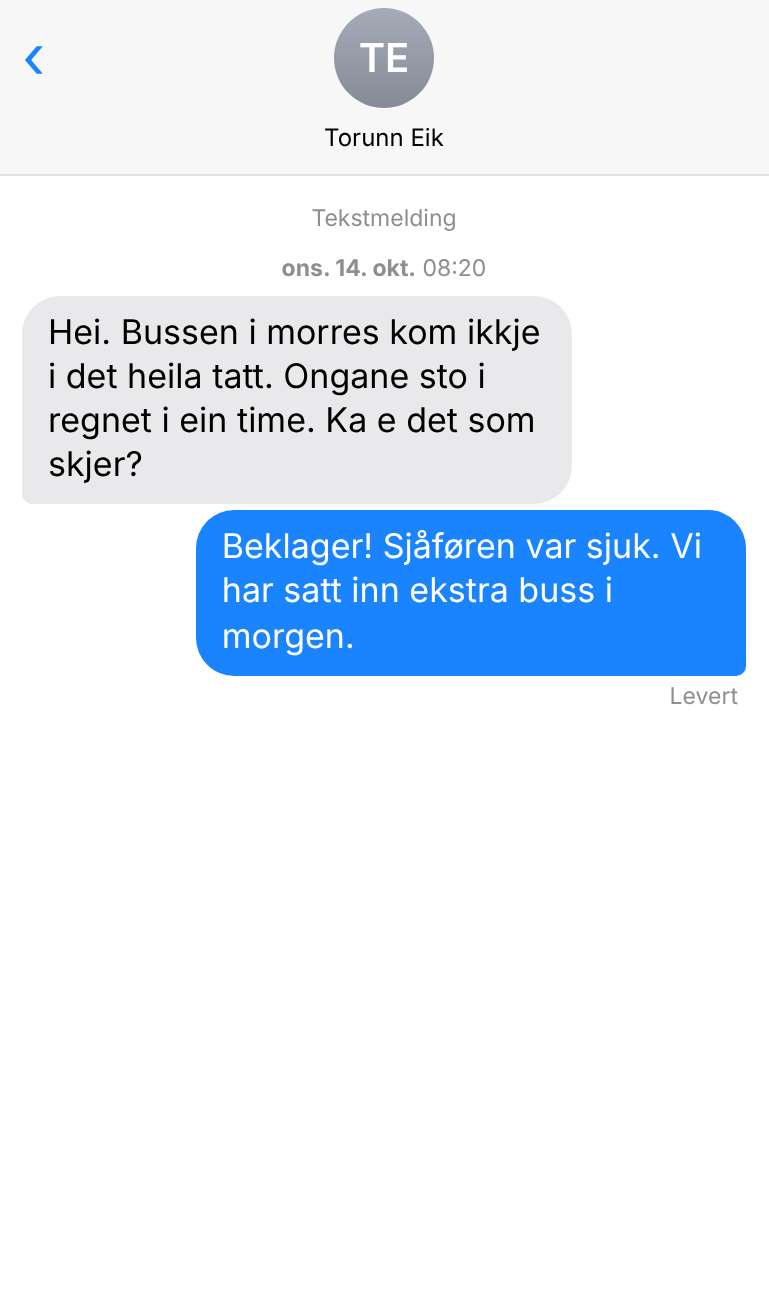 TE
Torunn Eik
Tekstmelding
ons. 14. okt. 08:20
Hei. Bussen i morres kom ikkje
i det heila tatt. Ongane sto i
regnet i ein time. Ka e det som
skjer?
Beklager! Sjåføren var sjuk. Vi
har satt inn ekstra buss i
morgen.
Levert